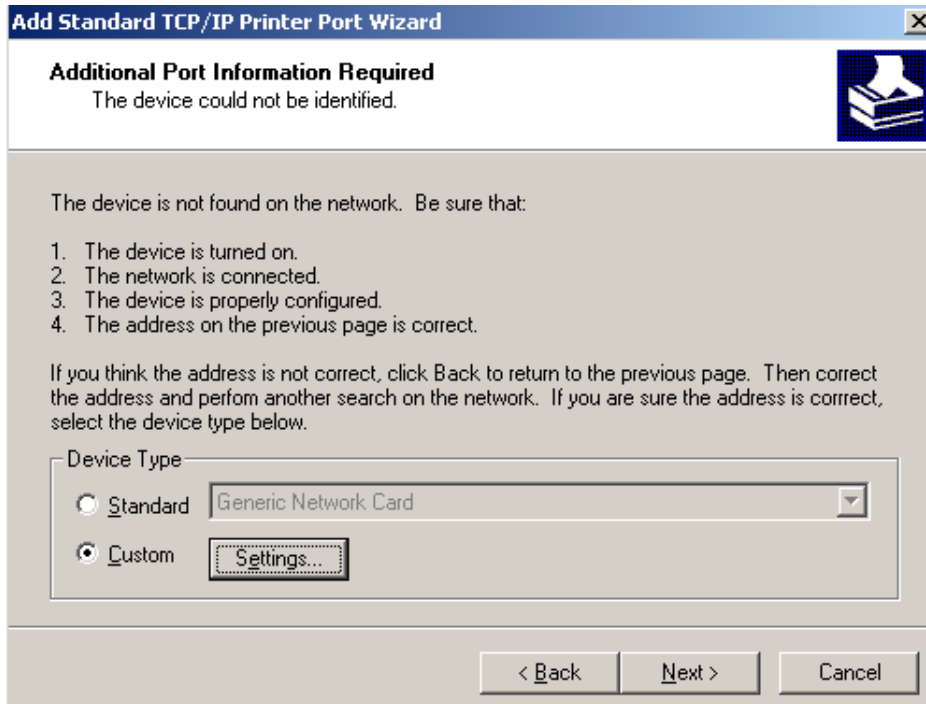 Add Standard TCP/IP Printer Port Wizard
Additional Port Information Required
The device could not be identified.
The device is not found on the network.  Be sure that:
1.  The device is turned on.
2.  The network is connected.
3.  The device is properly configured.
4.  The address on the previous page is correct.
If you think the address is not correct, click Back to return to the previous page.  Then correct
the address and perfom another search on the network.  If you are sure the address is corrrect,
select the device type below.
Device Type
Standard Generic Network Card
Custom Settings...
< Back Next > Cancel